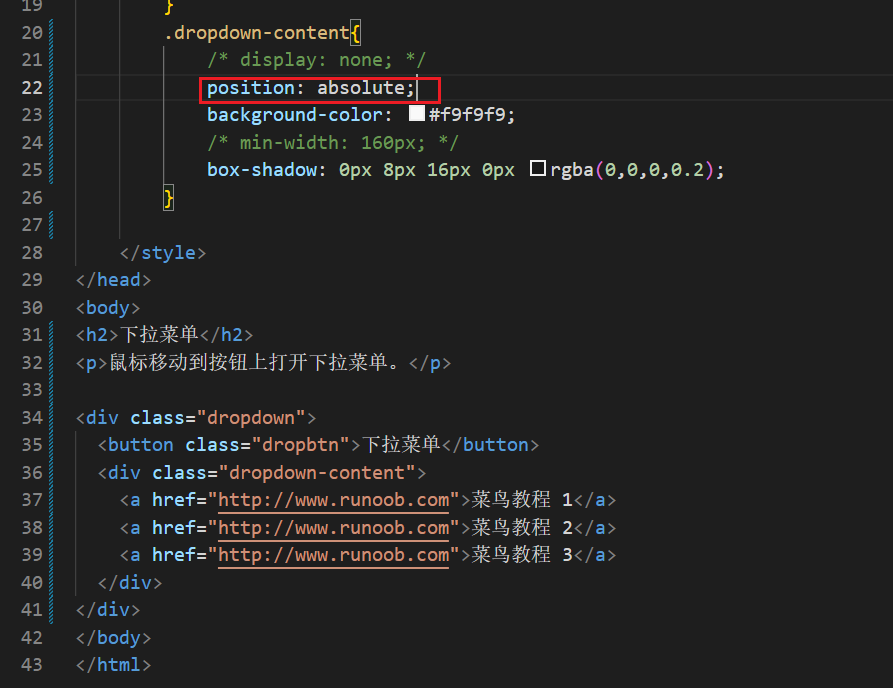 19 }
20 .dropdown-content{
21 /* display: none; */
22 position: absolute;
23 background-color: #f9f9f9;
24 /* min-width: 160px; */
25 box-shadow: 0px 8px 16px 0px rgba(0,0,0,0.2);
26 }
27
28 </style>
29 </head>
30 <body>
31 <h2>下拉菜单</h2>
32 <p>鼠标移动到按钮上打开下拉菜单。</p>
33
34 <div class="dropdown">
35 <button class="dropbtn">下拉菜单</button>
36 <div class="dropdown-content">
37 <a href="http://www.runoob.com">菜鸟教程 1</a>
38 <a href="http://www.runoob.com">菜鸟教程 2</a>
39 <a href="http://www.runoob.com">菜鸟教程 3</a>
40 </div>
41 </div>
42 </body>
43 </html>